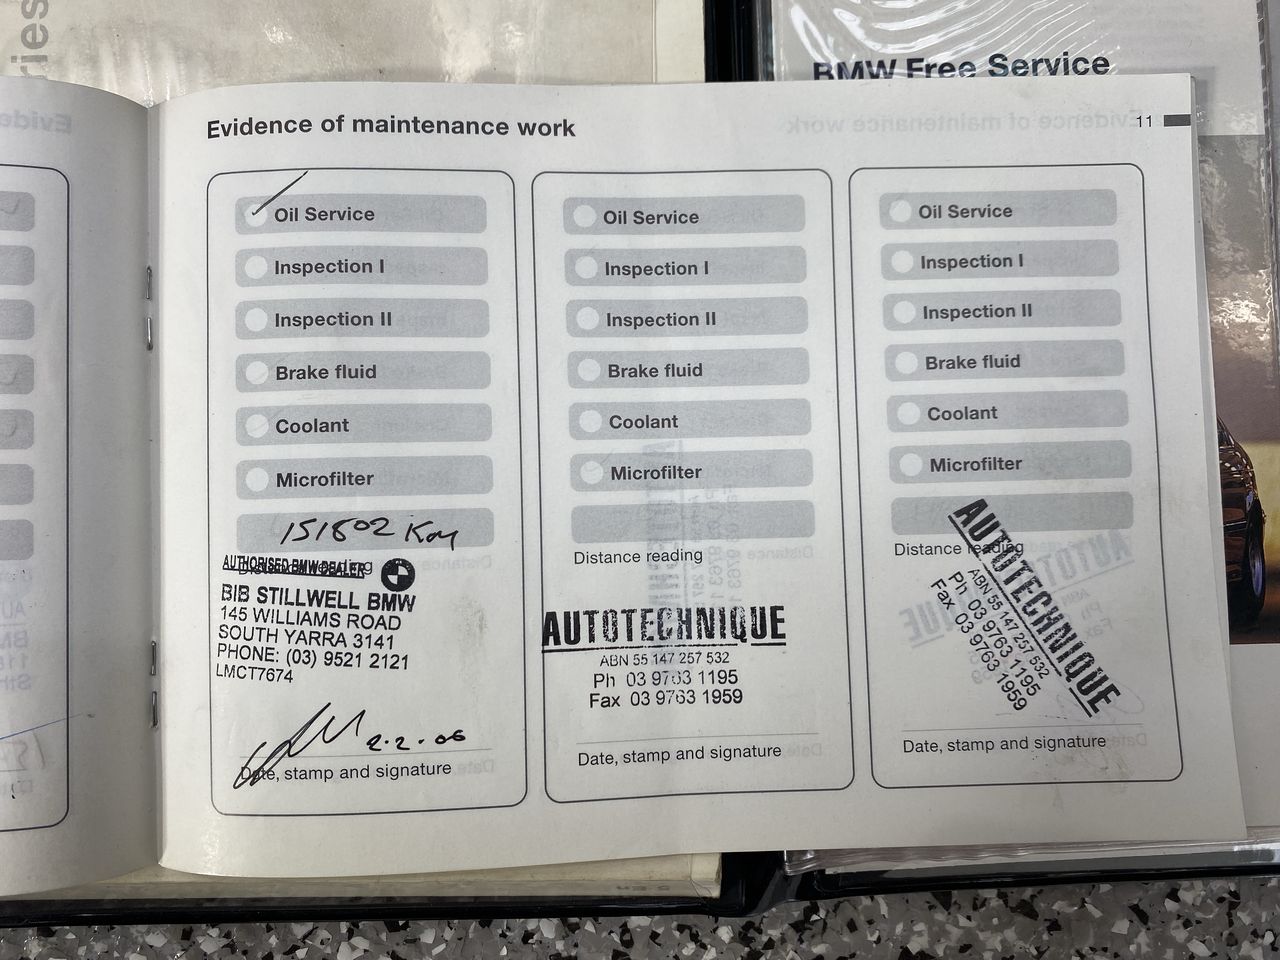 ries
BMW Free Service
Evidence of maintenance work
11
Oil Service
Inspection I
Inspection II
Brake fluid
Coolant
Microfilter
151802 Km
AUTHORISED BMW DEALER
BIB STILLWELL BMW
145 WILLIAMS ROAD
SOUTH YARRA 3141
PHONE: (03) 9521 2121
LMCT7674
2·2·06
Date, stamp and signature
Oil Service
Inspection I
Inspection II
Brake fluid
Coolant
Microfilter
Distance reading
AUTOTECHNIQUE
ABN 55 147 257 532
Ph 03 9763 1195
Fax 03 9763 1959
Date, stamp and signature
Oil Service
Inspection I
Inspection II
Brake fluid
Coolant
Microfilter
Distance reading
AUTOTECHNIQUE
ABN 55 147 257 532
Ph 03 9763 1195
Fax 03 9763 1959
Date, stamp and signature